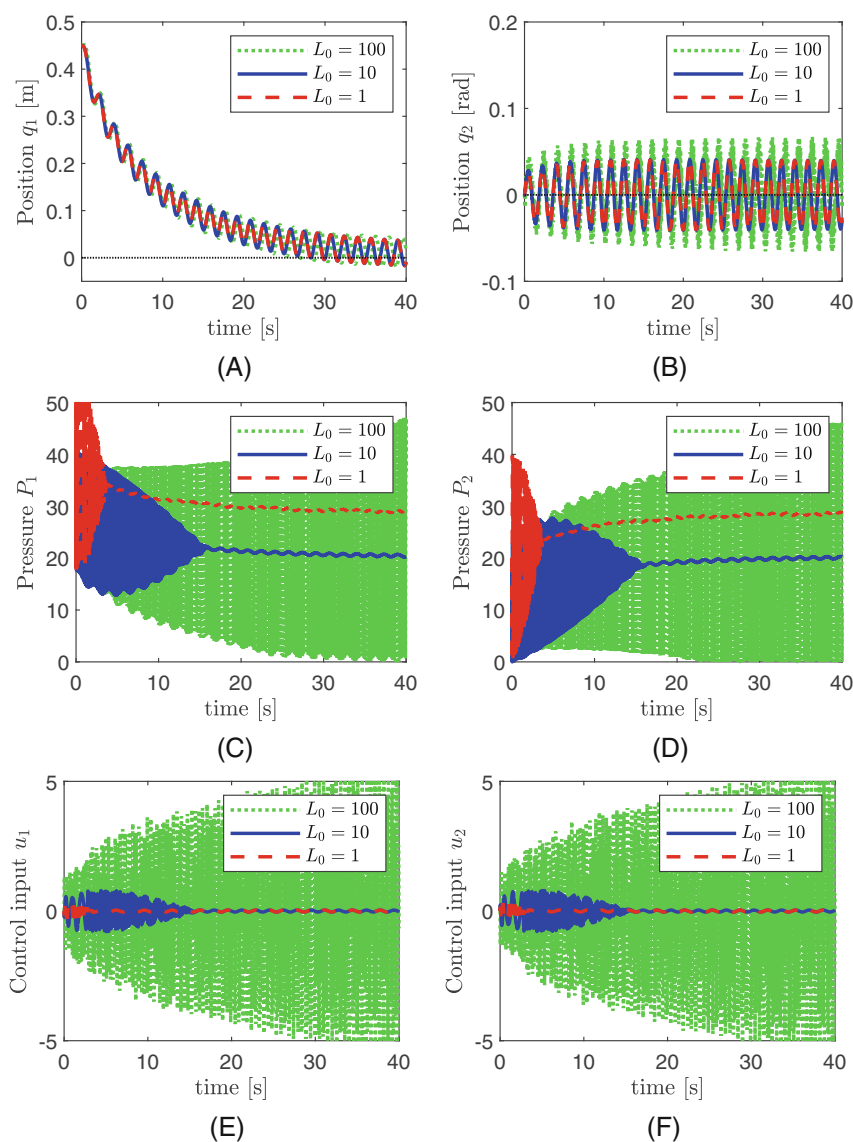 0.5
0.4
0.3
0.2
0.1
0
Position q₁ [m]
L₀ = 100
L₀ = 10
L₀ = 1
0 10 20 30 40
time [s]
(A)
0.2
0.1
0
-0.1
Position q₂ [rad]
L₀ = 100
L₀ = 10
L₀ = 1
0 10 20 30 40
time [s]
(B)
50
40
30
20
10
0
Pressure P₁
L₀ = 100
L₀ = 10
L₀ = 1
0 10 20 30 40
time [s]
(C)
50
40
30
20
10
0
Pressure P₂
L₀ = 100
L₀ = 10
L₀ = 1
0 10 20 30 40
time [s]
(D)
5
0
-5
Control input u₁
L₀ = 100
L₀ = 10
L₀ = 1
0 10 20 30 40
time [s]
(E)
5
0
-5
Control input u₂
L₀ = 100
L₀ = 10
L₀ = 1
0 10 20 30 40
time [s]
(F)